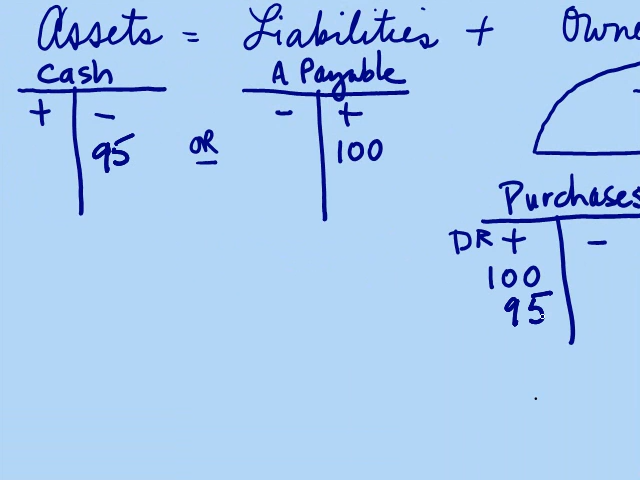 Assets = Liabilities + Owne
Cash
A Payable
+ -
- +
95 OR 100
Purchases
DR + -
100
95